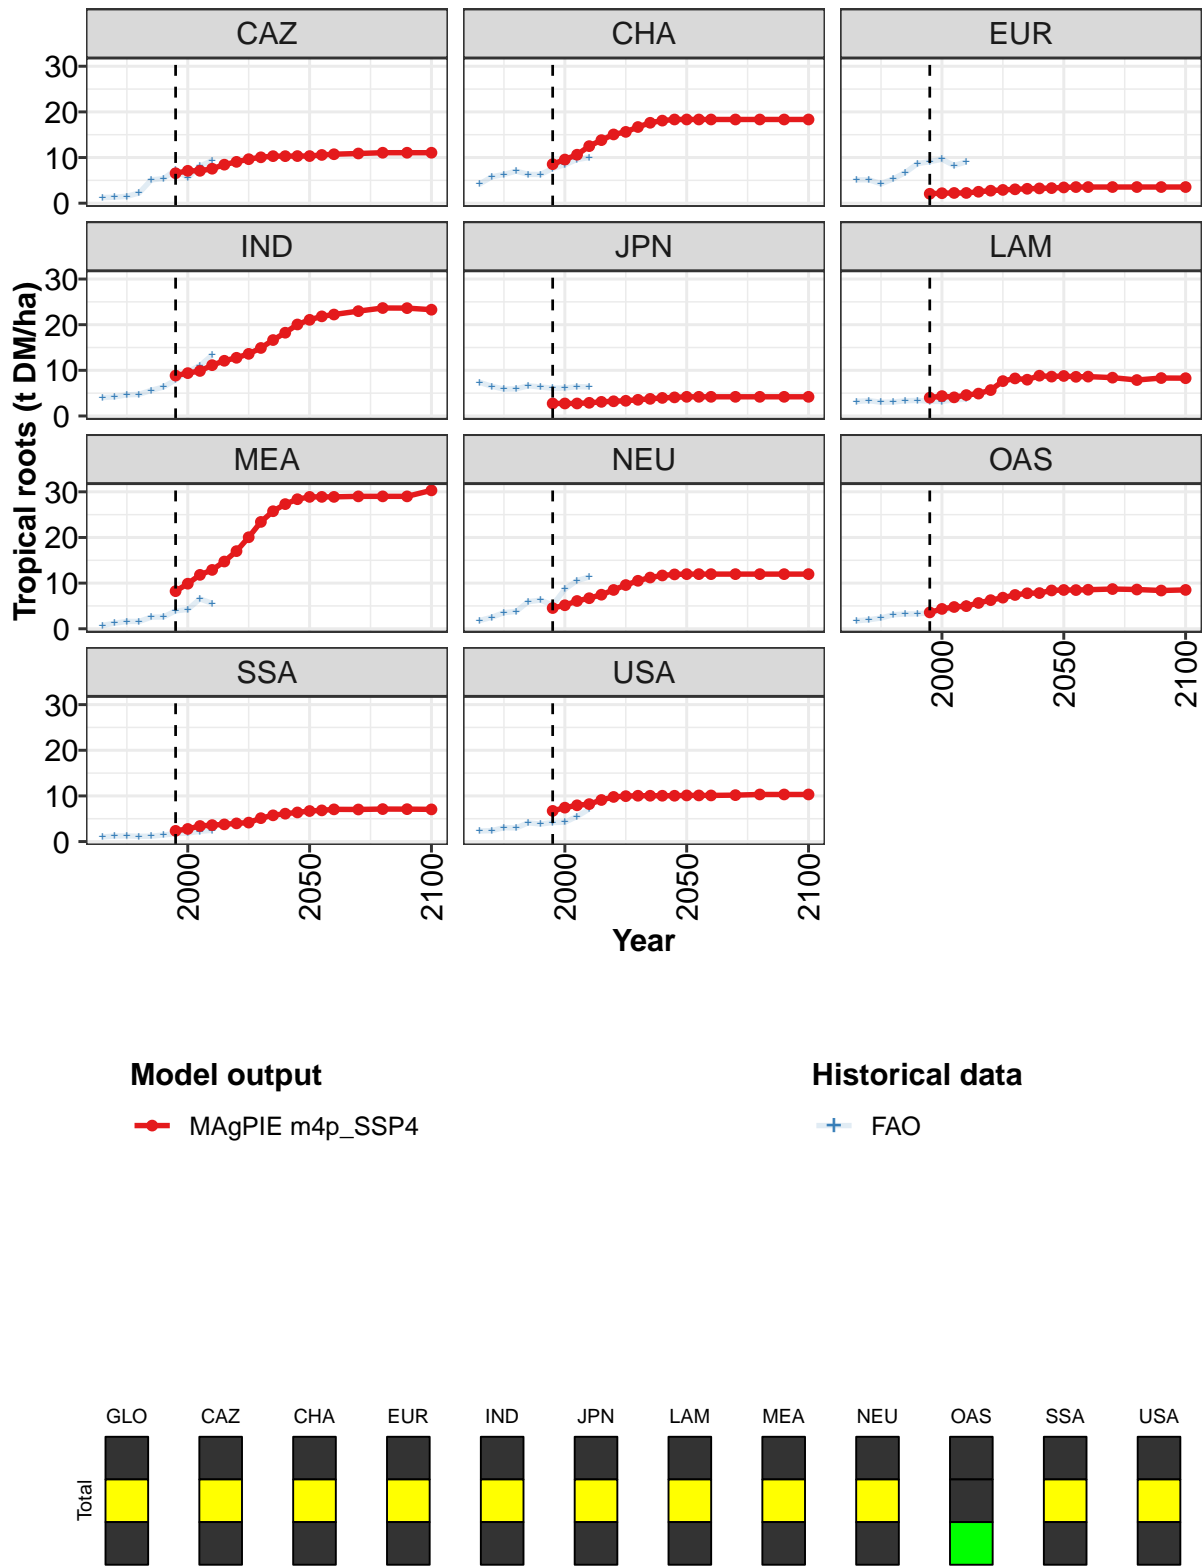 CAZ CHA EUR
30
20
10
0
IND JPN LAM
30
20
10
0
Tropical roots (t DM/ha)
MEA NEU OAS
30
20
10
0
2000 2050 2100
SSA USA
30
20
10
0
2000 2050 2100 2000 2050 2100
Year
Model output Historical data
MAgPIE m4p_SSP4 FAO
GLO CAZ CHA EUR IND JPN LAM MEA NEU OAS SSA USA
Total